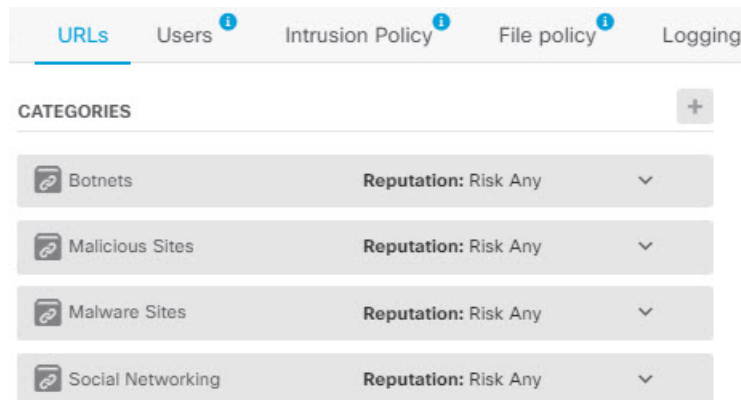 URLs Users i Intrusion Policy i File policy i Logging
CATEGORIES +
Botnets Reputation: Risk Any
Malicious Sites Reputation: Risk Any
Malware Sites Reputation: Risk Any
Social Networking Reputation: Risk Any